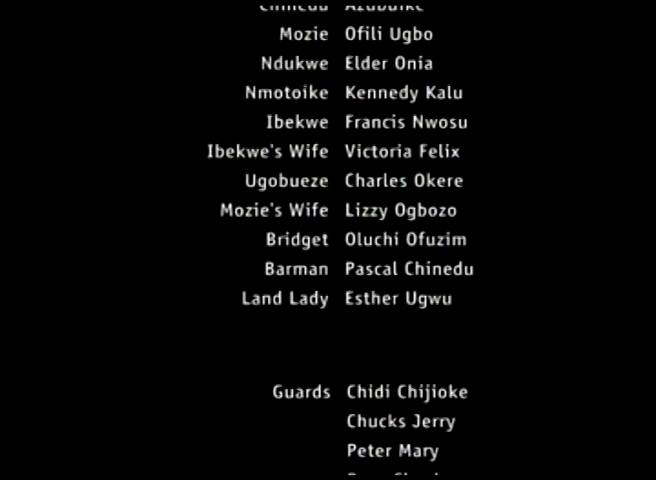 Mozie Ofili Ugbo
Ndukwe Elder Onia
Nmotoike Kennedy Kalu
Ibekwe Francis Nwosu
Ibekwe's Wife Victoria Felix
Ugobueze Charles Okere
Mozie's Wife Lizzy Ogbozo
Bridget Oluchi Ofuzim
Barman Pascal Chinedu
Land Lady Esther Ugwu
Guards Chidi Chijioke
Chucks Jerry
Peter Mary